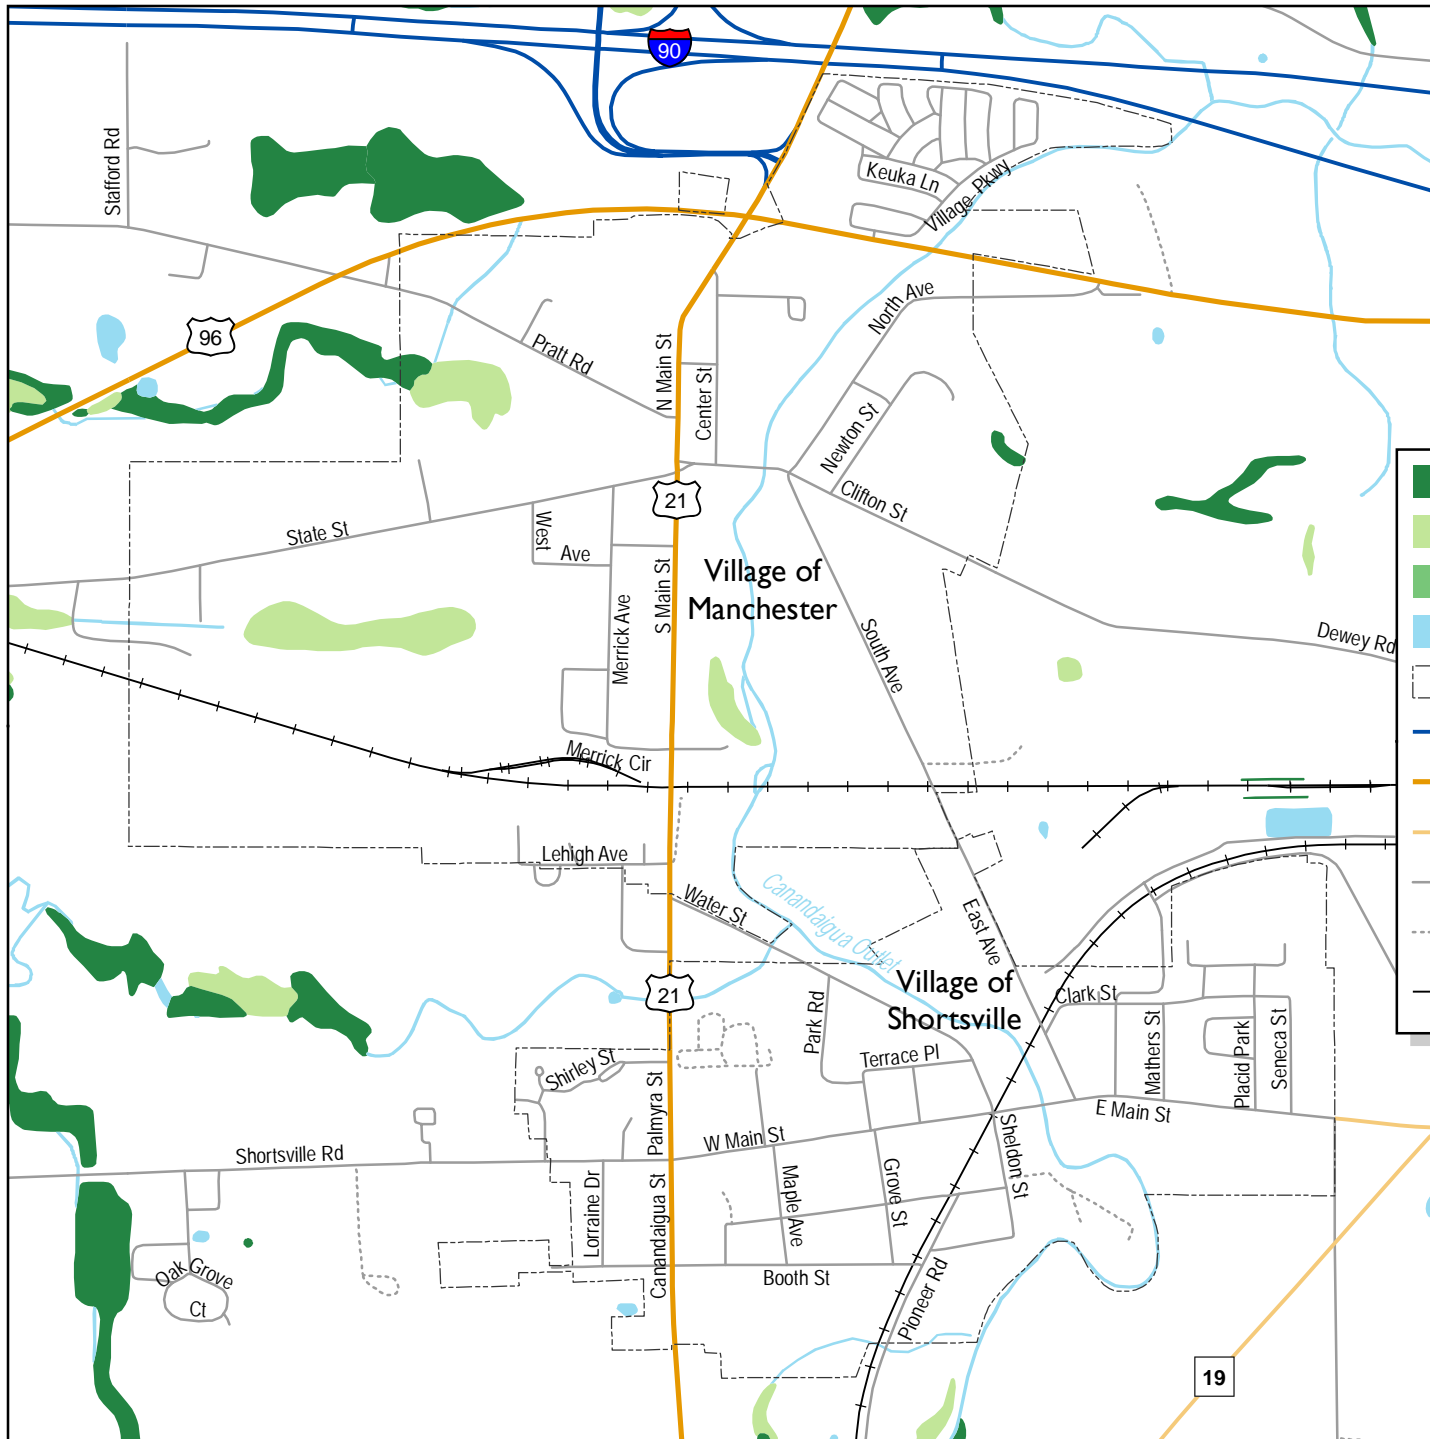 90
Stafford Rd
Keuka Ln
Village Pkwy
North Ave
96
Pratt Rd
N Main St
Center St
Newton St
Clifton St
21
State St
West
Ave
S Main St
Village of
Manchester
Merrick Ave
South Ave
Dewey Rd
Merrick Cir
Lehigh Ave
Water St
Canandaigua Outlet
East Ave
21
Village of
Shortsville
Clark St
Park Rd
Terrace Pl
Mathers St
Placid Park
Seneca St
Shirley St
Palmyra St
E Main St
W Main St
Shortsville Rd
Sheldon St
Lorraine Dr
Canandaigua St
Maple Ave
Grove St
Oak Grove
Ct
Booth St
Pioneer Rd
19